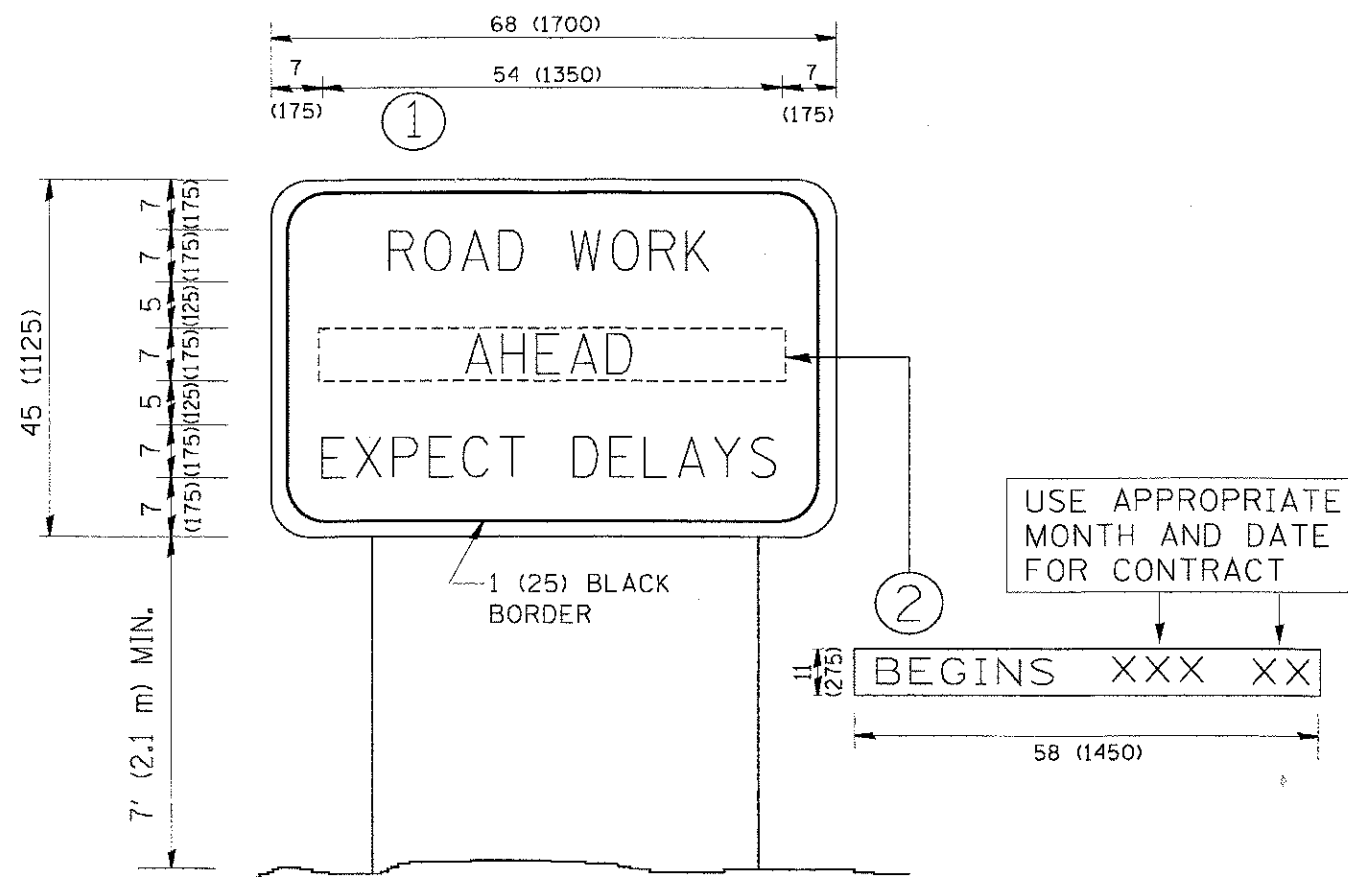 68 (1700)
7 54 (1350) 7
(175) (175)
1
45 (1125)
7 (175)
7 (175)
5 (125)
7 (175)
5 (125)
7 (175)
7 (175)
ROAD WORK
AHEAD
EXPECT DELAYS
1 (25) BLACK
BORDER
7' (2.1 m) MIN.
USE APPROPRIATE
MONTH AND DATE
FOR CONTRACT
2
11
(275)
BEGINS XXX XX
58 (1450)